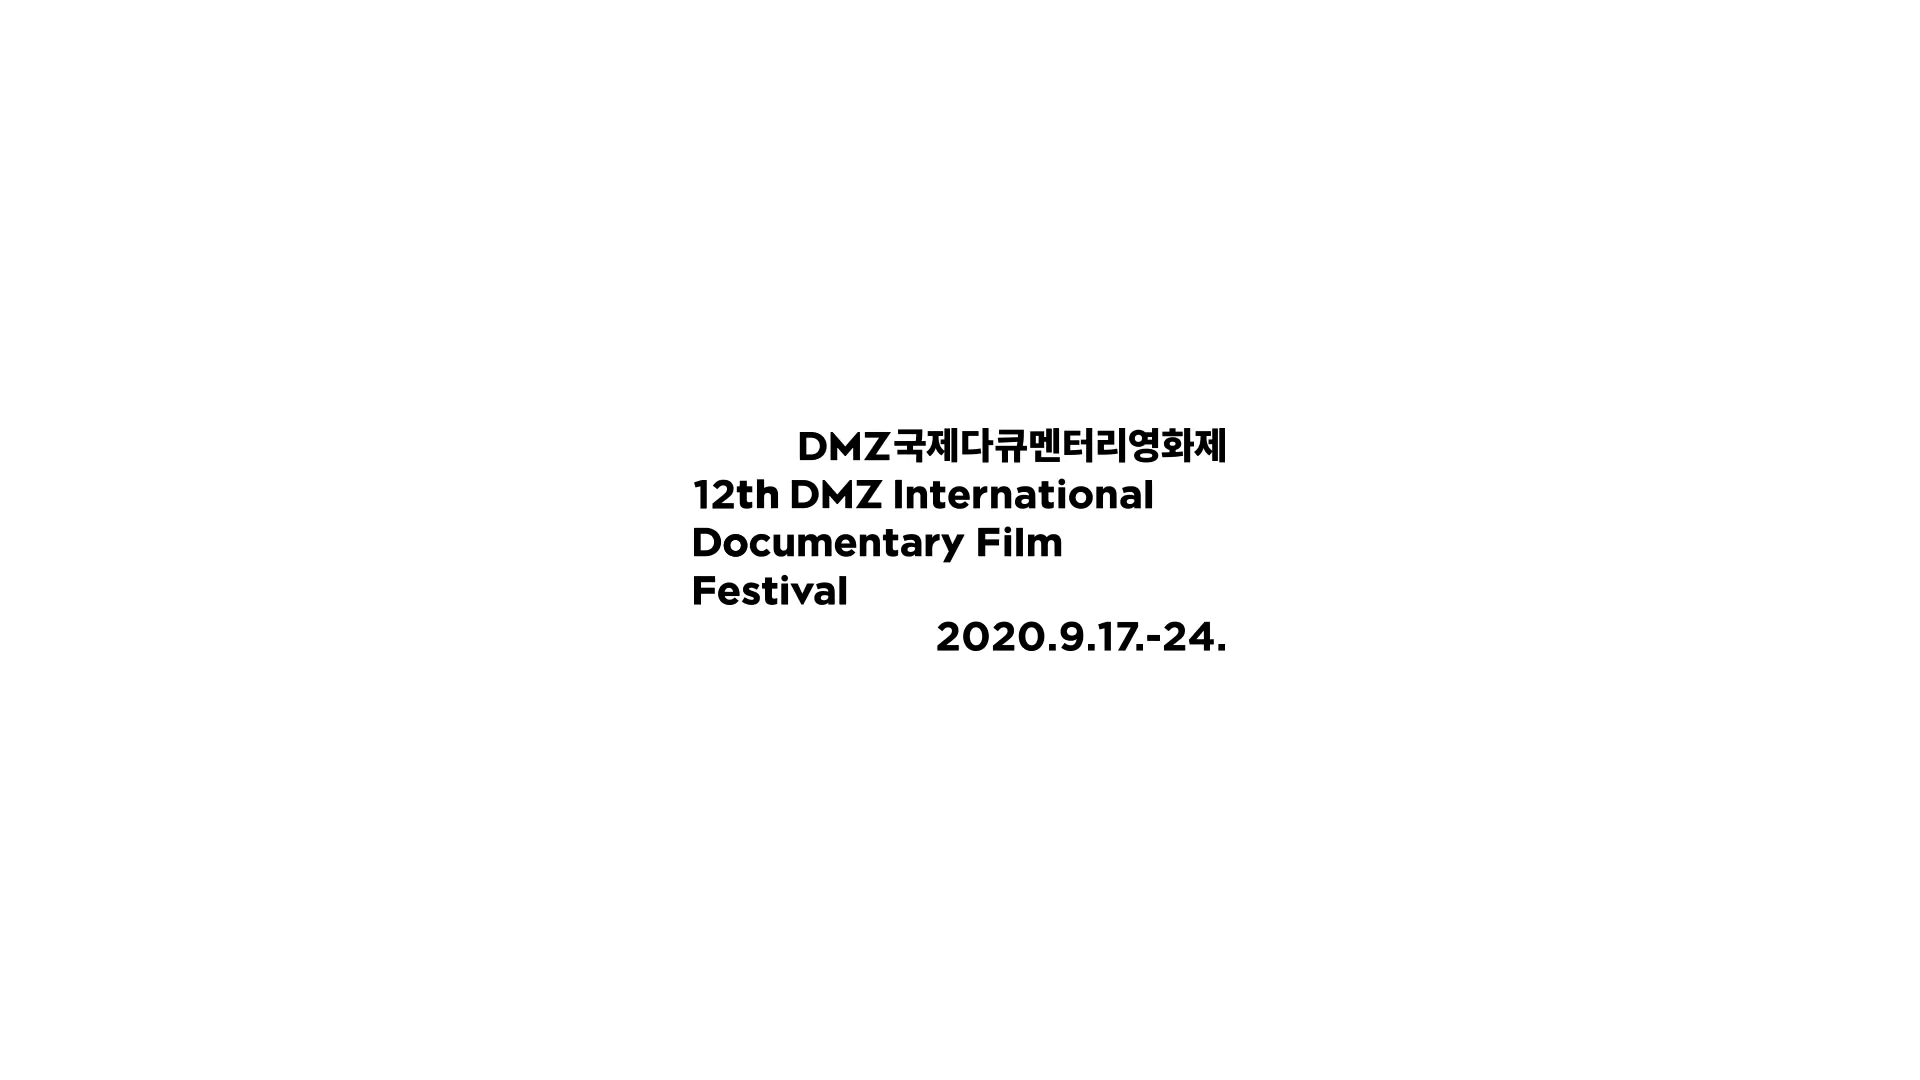 DMZ국제다큐멘터리영화제
12th DMZ International
Documentary Film
Festival
2020.9.17.-24.